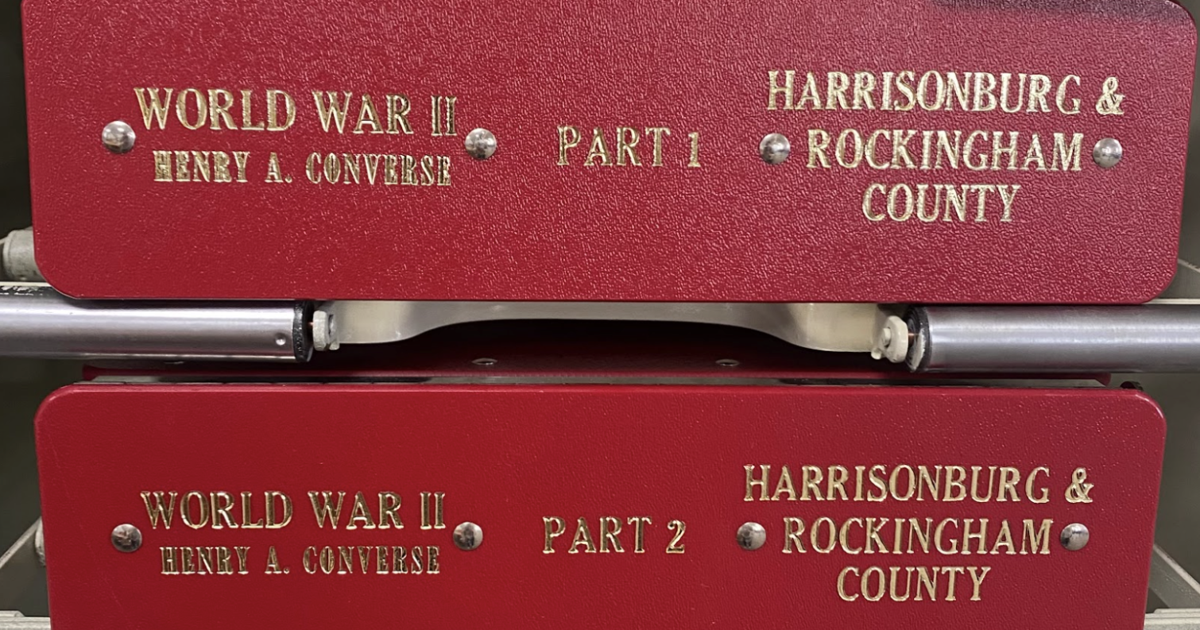 WORLD WAR II
HENRY A. CONVERSE
PART 1
HARRISONBURG &
ROCKINGHAM
COUNTY
WORLD WAR II
HENRY A. CONVERSE
PART 2
HARRISONBURG &
ROCKINGHAM
COUNTY